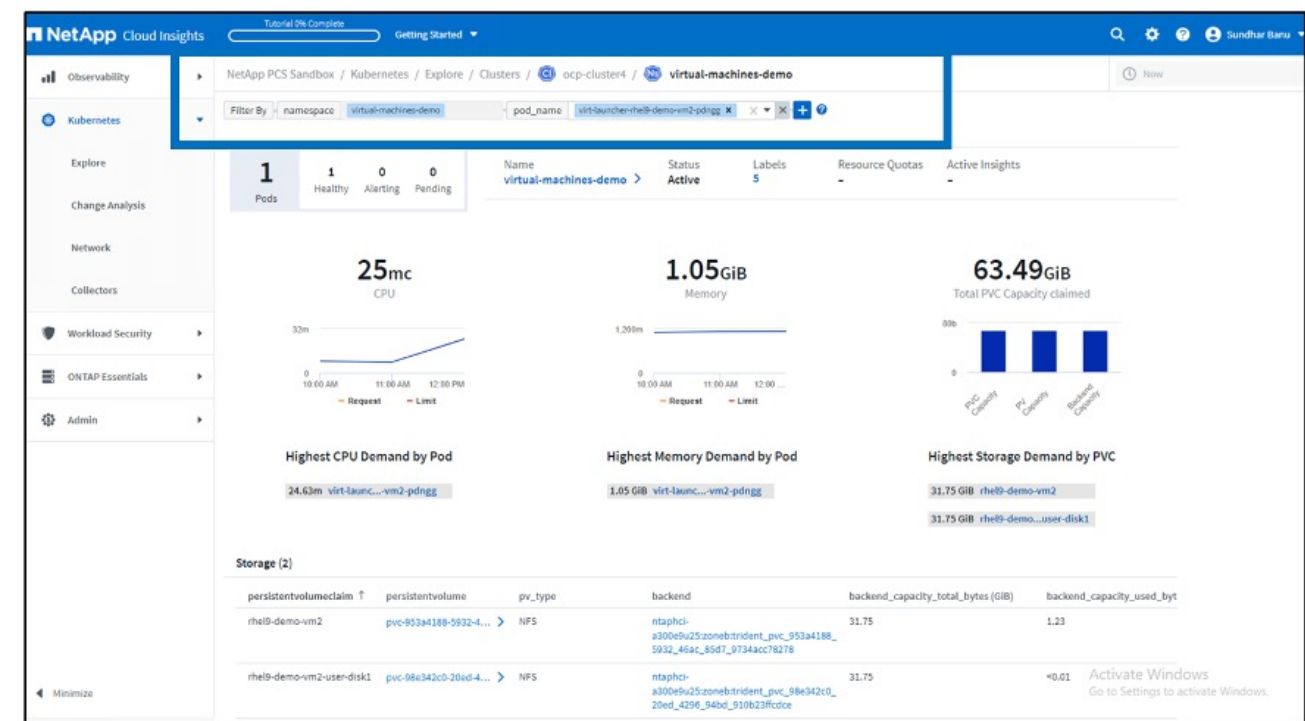 NetApp Cloud Insights
Tutorial 0% Complete
Getting Started
Sundhar Banu
Observability
Kubernetes
Explore
Change Analysis
Network
Collectors
Workload Security
ONTAP Essentials
Admin
Minimize
NetApp PCS Sandbox / Kubernetes / Explore / Clusters / ocp-cluster4 / virtual-machines-demo
Now
Filter By namespace virtual-machines-demo pod_name virt-launcher-rhel9-demo-vm2-pdngg
1 Pods
1 Healthy
0 Alerting
0 Pending
Name
virtual-machines-demo
Status
Active
Labels
5
Resource Quotas
-
Active Insights
-
25mc
CPU
32m
0
10:00 AM 11:00 AM 12:00 PM
Request Limit
1.05GiB
Memory
1,200m
0
10:00 AM 11:00 AM 12:00 ...
Request Limit
63.49GiB
Total PVC Capacity claimed
80b
0
PVC Capacity
PV Capacity
Backend Capacity
Highest CPU Demand by Pod
24.63m virt-launc...-vm2-pdngg
Highest Memory Demand by Pod
1.05 GiB virt-launc...-vm2-pdngg
Highest Storage Demand by PVC
31.75 GiB rhel9-demo-vm2
31.75 GiB rhel9-demo...user-disk1
Storage (2)
persistentvolumeclaim ↑ persistentvolume pv_type backend backend_capacity_total_bytes (GiB) backend_capacity_used_byt
rhel9-demo-vm2 pvc-953a4188-5932-4... NFS ntaphci- 31.75 1.23
a300e9u25:zoneb:trident_pvc_953a4188_
5932_46ac_85d7_9734acc78278
rhel9-demo-vm2-user-disk1 pvc-98e342c0-20ed-4... NFS ntaphci- 31.75 <0.01
a300e9u25:zoneb:trident_pvc_98e342c0_
20ed_4296_94bd_910b23ffcdce
Activate Windows
Go to Settings to activate Windows.